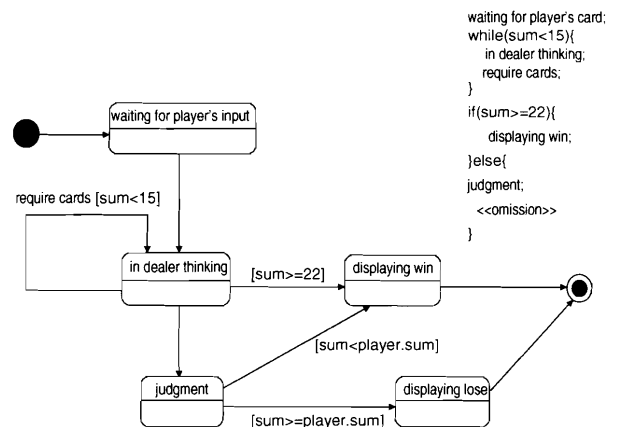 waiting for player's card;
while(sum<15){
in dealer thinking;
require cards;
}
if(sum>=22){
displaying win;
}else{
judgment;
<<omission>>
}
waiting for player's input
require cards [sum<15]
in dealer thinking
[sum>=22]
displaying win
[sum<player.sum]
judgment
displaying lose
[sum>=player.sum]